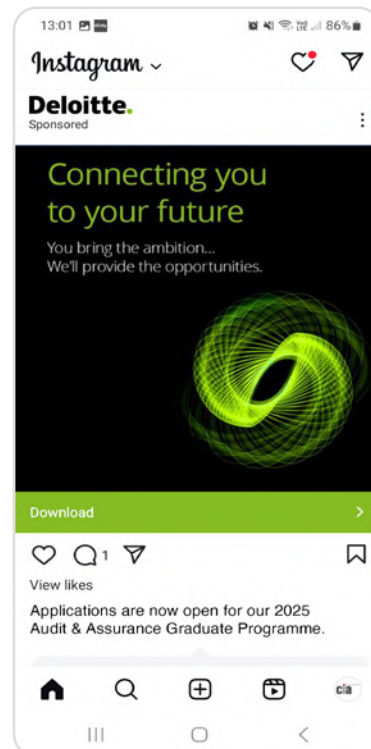 13:01 86%
Instagram
Deloitte.
Sponsored
Connecting you
to your future
You bring the ambition...
We'll provide the opportunities.
Download
1
View likes
Applications are now open for our 2025
Audit & Assurance Graduate Programme.
cia